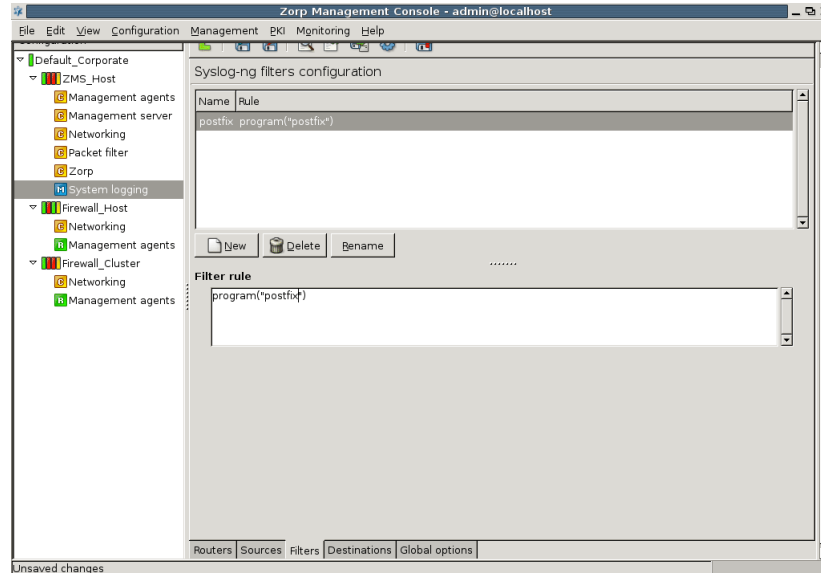 Zorp Management Console - admin@localhost
File Edit View Configuration Management PKI Monitoring Help
Configuration
Default_Corporate
ZMS_Host
Management agents
Management server
Networking
Packet filter
Zorp
System logging
Firewall_Host
Networking
Management agents
Firewall_Cluster
Networking
Management agents
Syslog-ng filters configuration
Name Rule
postfix program("postfix")
New Delete Rename
Filter rule
program("postfix")
Routers Sources Filters Destinations Global options
Unsaved changes